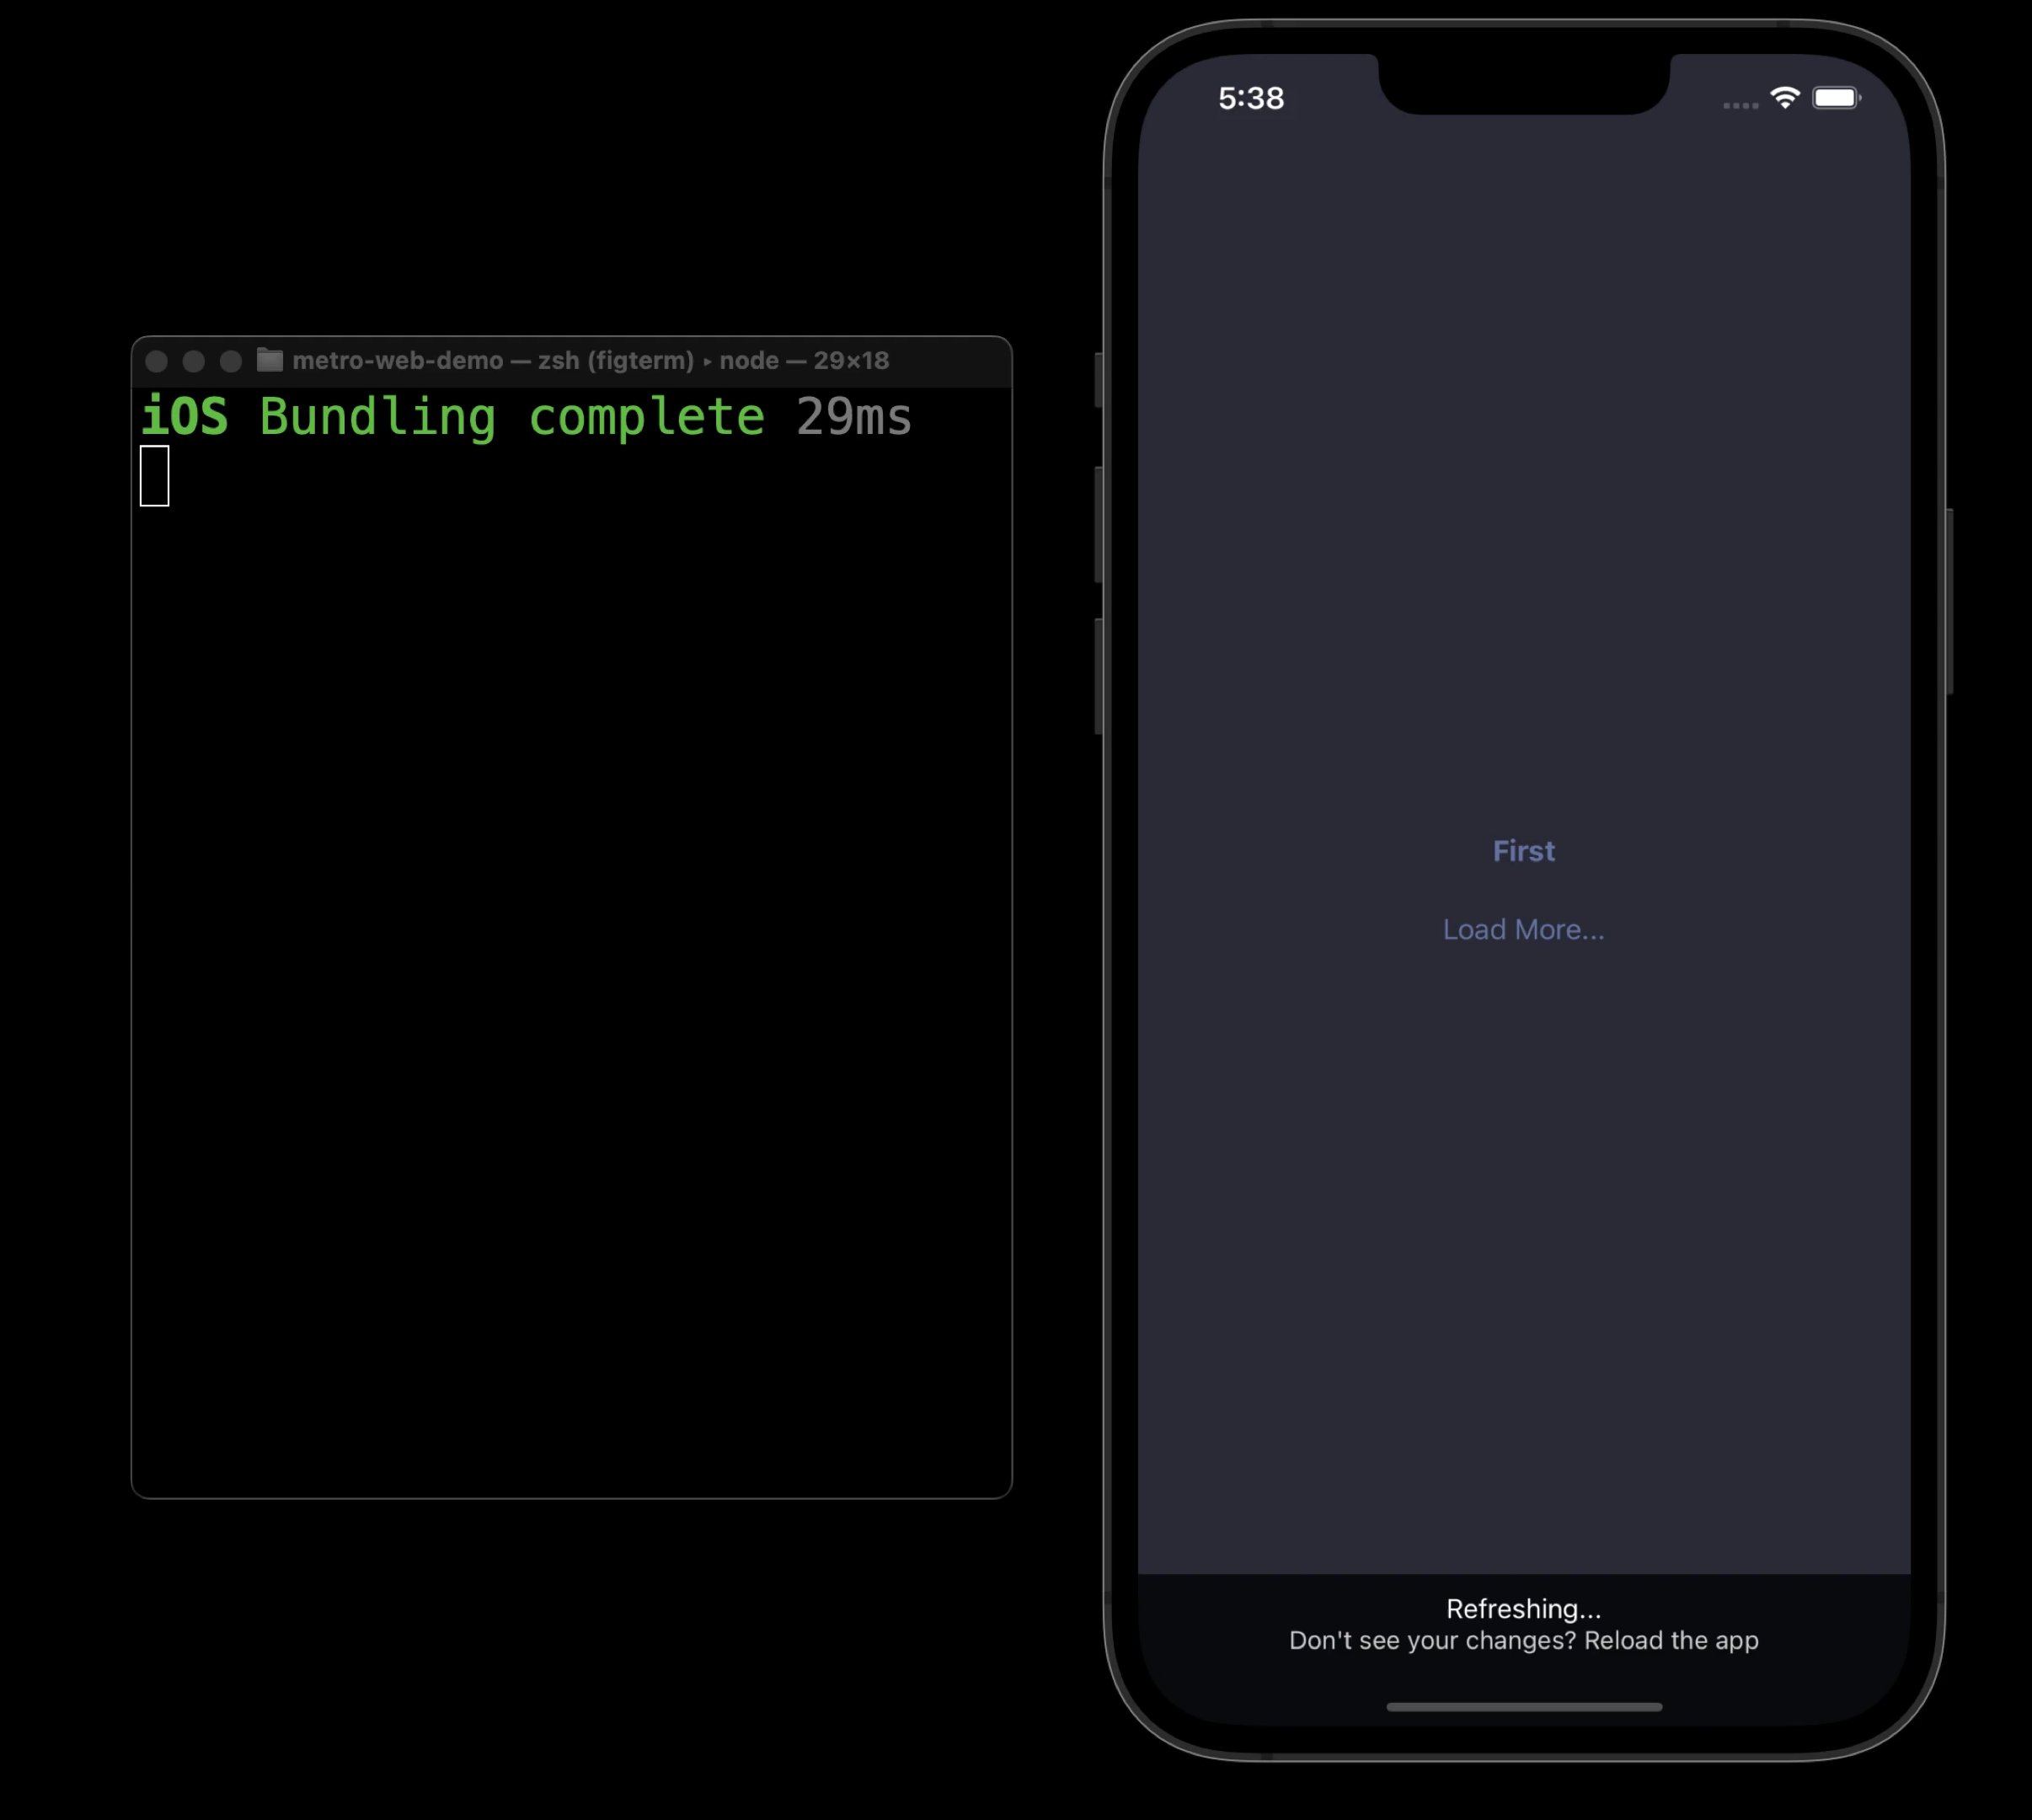 metro-web-demo — zsh (figterm) ▸ node — 29×18
iOS Bundling complete 29ms
5:38
First
Load More...
Refreshing...
Don't see your changes? Reload the app